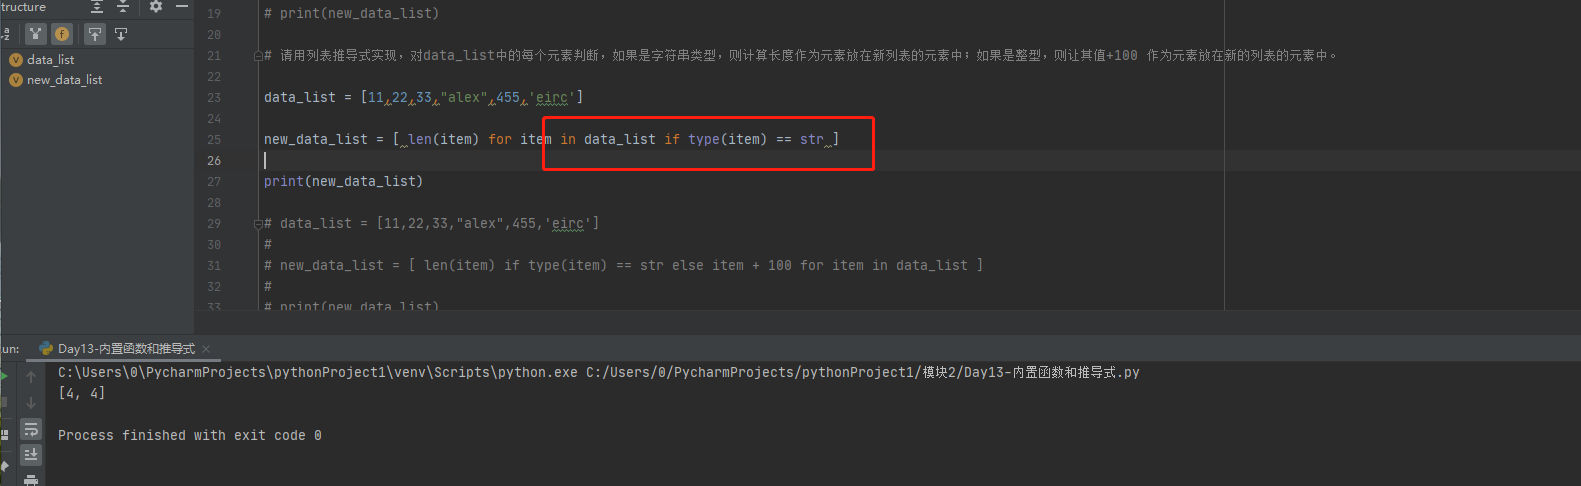 tructure
data_list
new_data_list
19 # print(new_data_list)
20
21 # 请用列表推导式实现，对data_list中的每个元素判断，如果是字符串类型，则计算长度作为元素放在新列表的元素中；如果是整型，则让其值+100 作为元素放在新的列表的元素中。
22
23 data_list = [11,22,33,"alex",455,'eirc']
24
25 new_data_list = [ len(item) for item in data_list if type(item) == str ]
26
27 print(new_data_list)
28
29 # data_list = [11,22,33,"alex",455,'eirc']
30 #
31 # new_data_list = [ len(item) if type(item) == str else item + 100 for item in data_list ]
32 #
33 # print(new_data_list)
un: Day13-内置函数和推导式 ×
C:\Users\0\PycharmProjects\pythonProject1\venv\Scripts\python.exe C:/Users/0/PycharmProjects/pythonProject1/模块2/Day13-内置函数和推导式.py
[4, 4]
Process finished with exit code 0